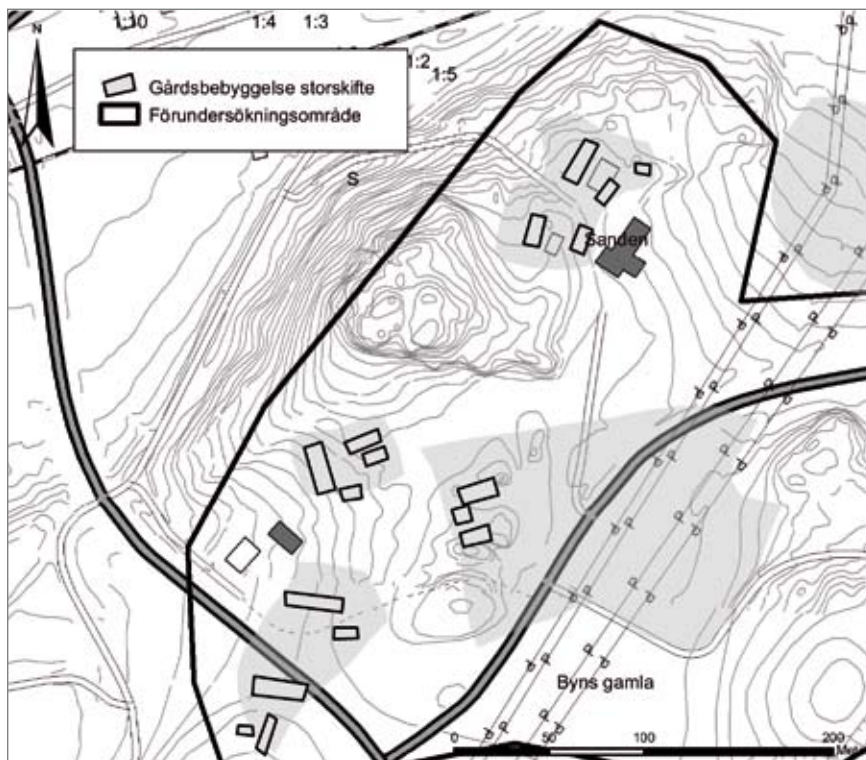 1:10 1:4 1:3
1:2
1:5
N
Gårdsbebyggelse storskifte
Förundersökningsområde
S
Sanden
Byns gamla
0 50 100 200